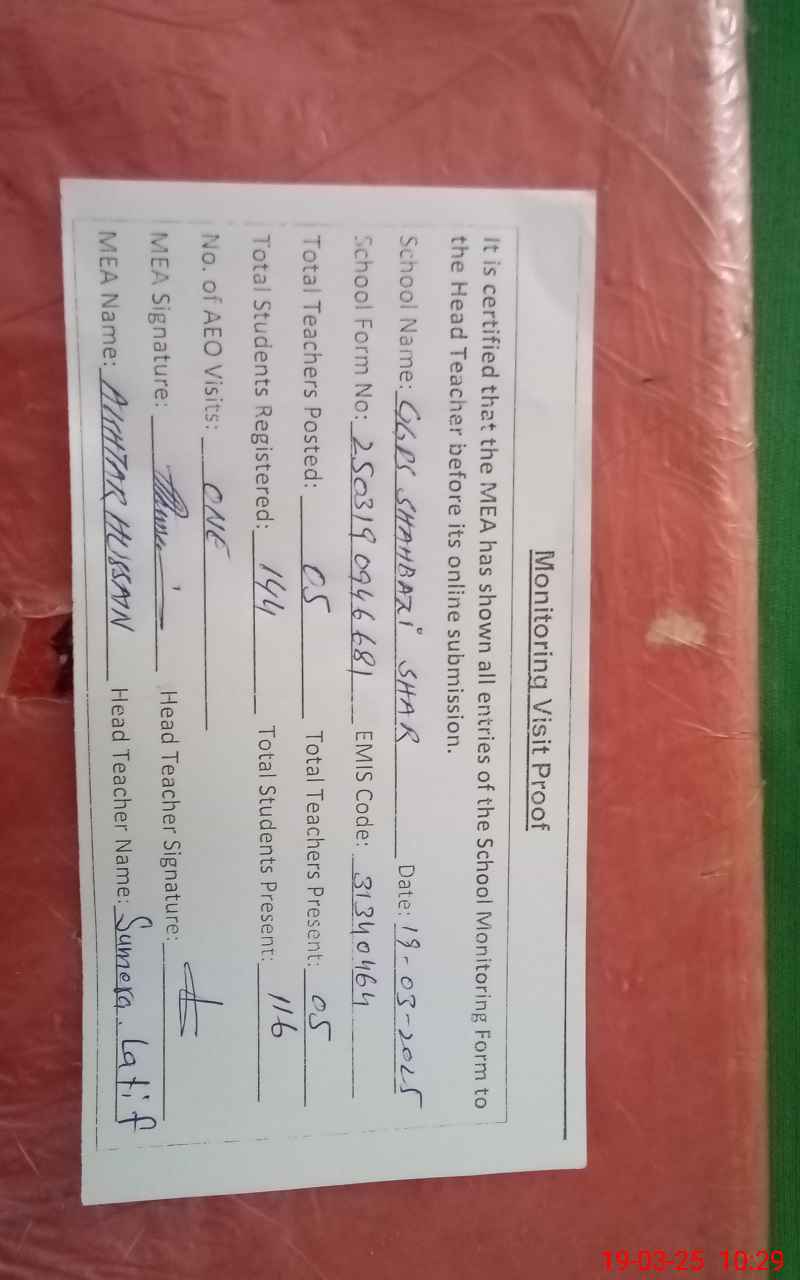 Monitoring Visit Proof
It is certified that the MEA has shown all entries of the School Monitoring Form to
the Head Teacher before its online submission.
School Name: GGPS SHAHBAZi SHAR Date: 19-03-2025
School Form No: 250319 0946681 EMIS Code: 31340464
Total Teachers Posted: 05 Total Teachers Present: 05
Total Students Registered: 144 Total Students Present: 116
No. of AEO Visits: ONE
MEA Signature: Head Teacher Signature:
MEA Name: AKHTAR HUSSAIN Head Teacher Name: Sumera Latif
19-03-25 10:29